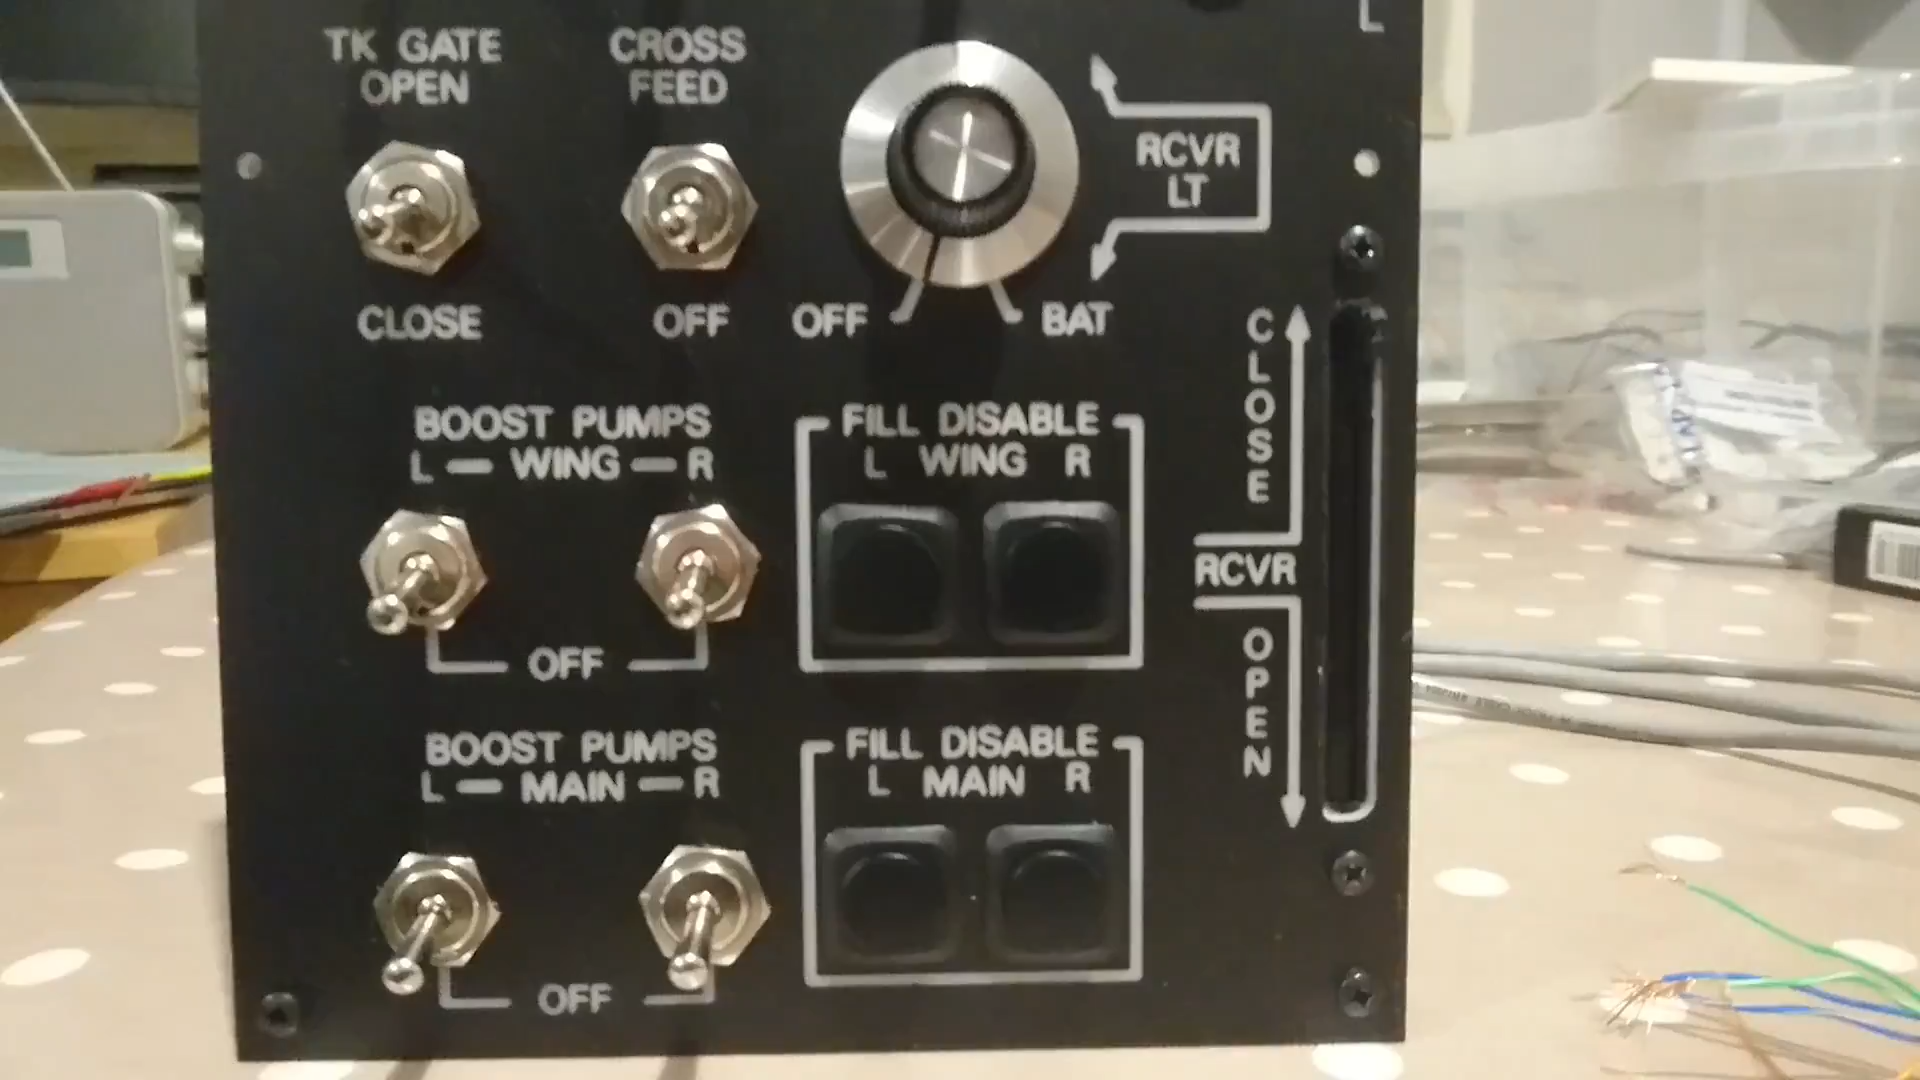 L
TK GATE
OPEN
CROSS
FEED
RCVR
LT
CLOSE
OFF
OFF
BAT
CLOSE
RCVR
OPEN
BOOST PUMPS
L — WING — R
OFF
FILL DISABLE
L WING R
BOOST PUMPS
L — MAIN — R
OFF
FILL DISABLE
L MAIN R